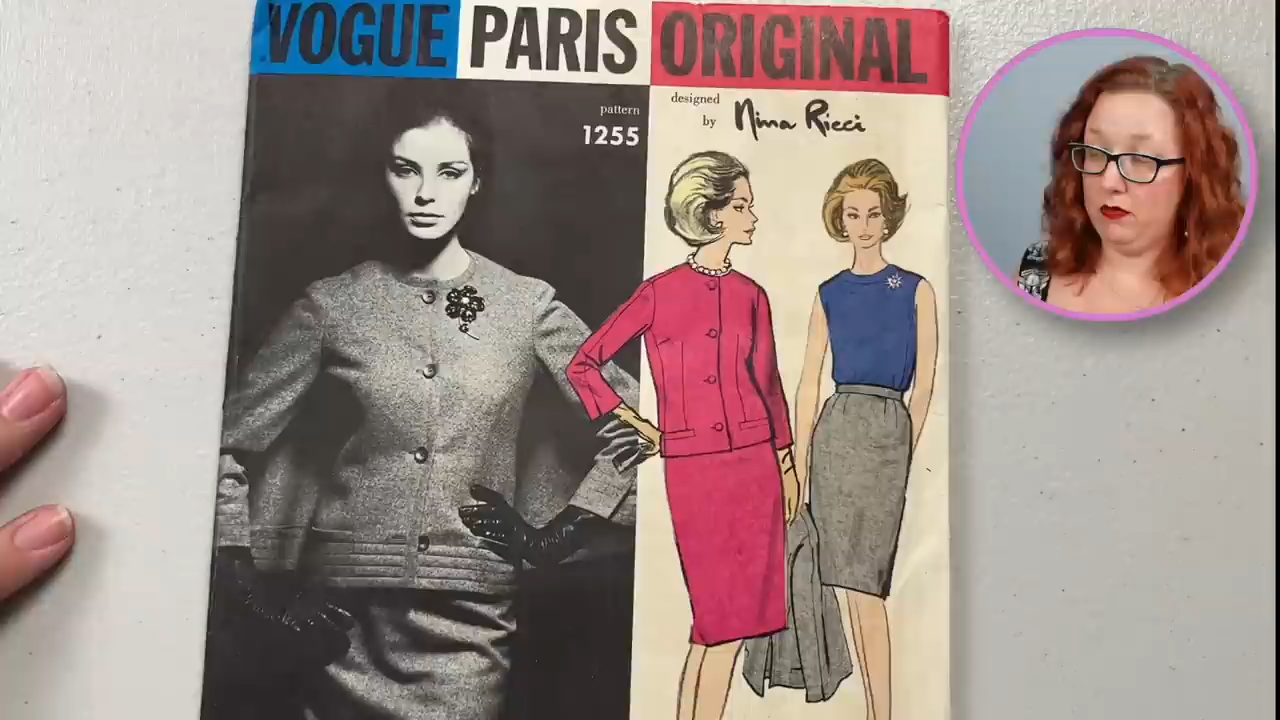 VOGUE PARIS ORIGINAL
pattern
1255
designed
by Nina Ricci